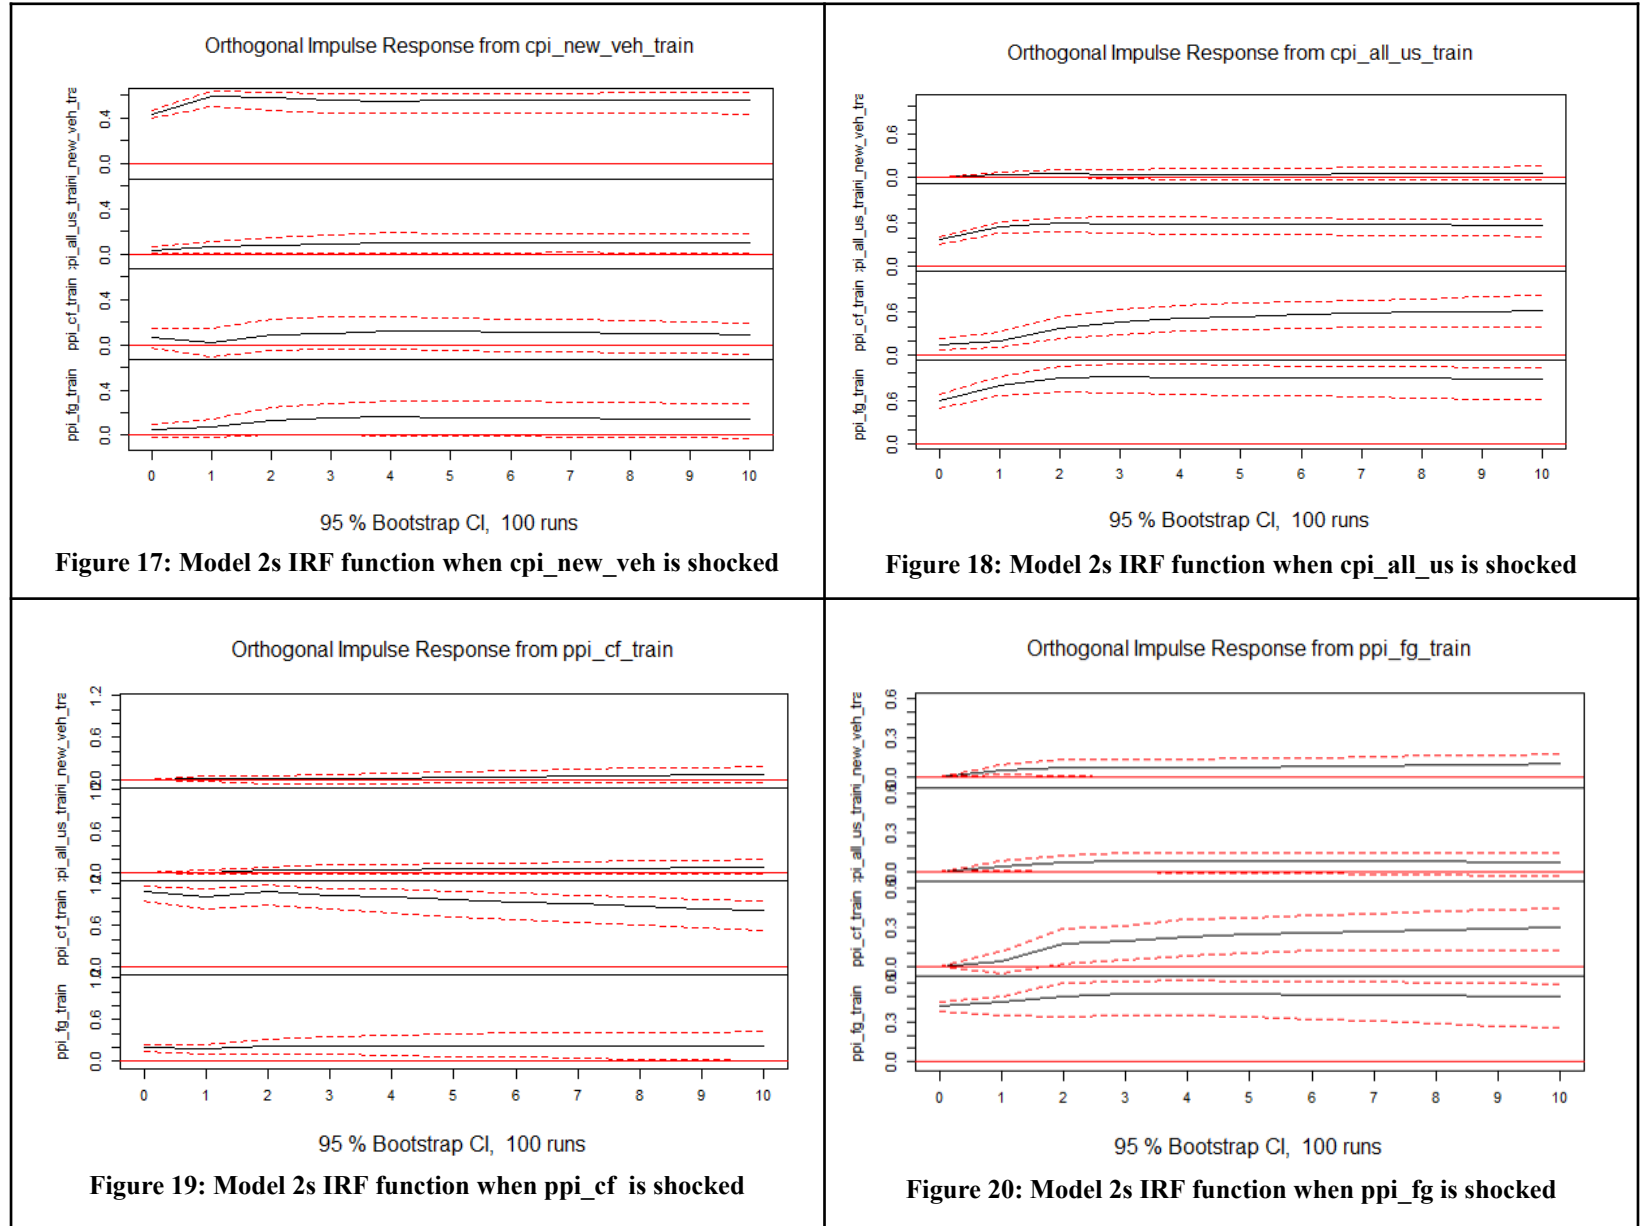 Orthogonal Impulse Response from cpi_new_veh_train
ppi_fg_train ppi_cf_train :pi_all_us_traini_new_veh_tra
0.0 0.4
0.0 0.4
0.0 0.4
0.0 0.4
0 1 2 3 4 5 6 7 8 9 10
95 % Bootstrap CI, 100 runs
Figure 17: Model 2s IRF function when cpi_new_veh is shocked
Orthogonal Impulse Response from cpi_all_us_train
ppi_fg_train ppi_cf_train :pi_all_us_traini_new_veh_tra
0.0 0.6
0.0 0.6
0.0 0.6
0.0 0.6
0 1 2 3 4 5 6 7 8 9 10
95 % Bootstrap CI, 100 runs
Figure 18: Model 2s IRF function when cpi_all_us is shocked
Orthogonal Impulse Response from ppi_cf_train
ppi_fg_train ppi_cf_train :pi_all_us_traini_new_veh_tra
0.6 1.2
0.6
0.6
0.0 0.6
0 1 2 3 4 5 6 7 8 9 10
95 % Bootstrap CI, 100 runs
Figure 19: Model 2s IRF function when ppi_cf is shocked
Orthogonal Impulse Response from ppi_fg_train
ppi_fg_train ppi_cf_train :pi_all_us_traini_new_veh_tra
0.0 0.3 0.6
0.0 0.3
0.0 0.3
0.0 0.3
0 1 2 3 4 5 6 7 8 9 10
95 % Bootstrap CI, 100 runs
Figure 20: Model 2s IRF function when ppi_fg is shocked